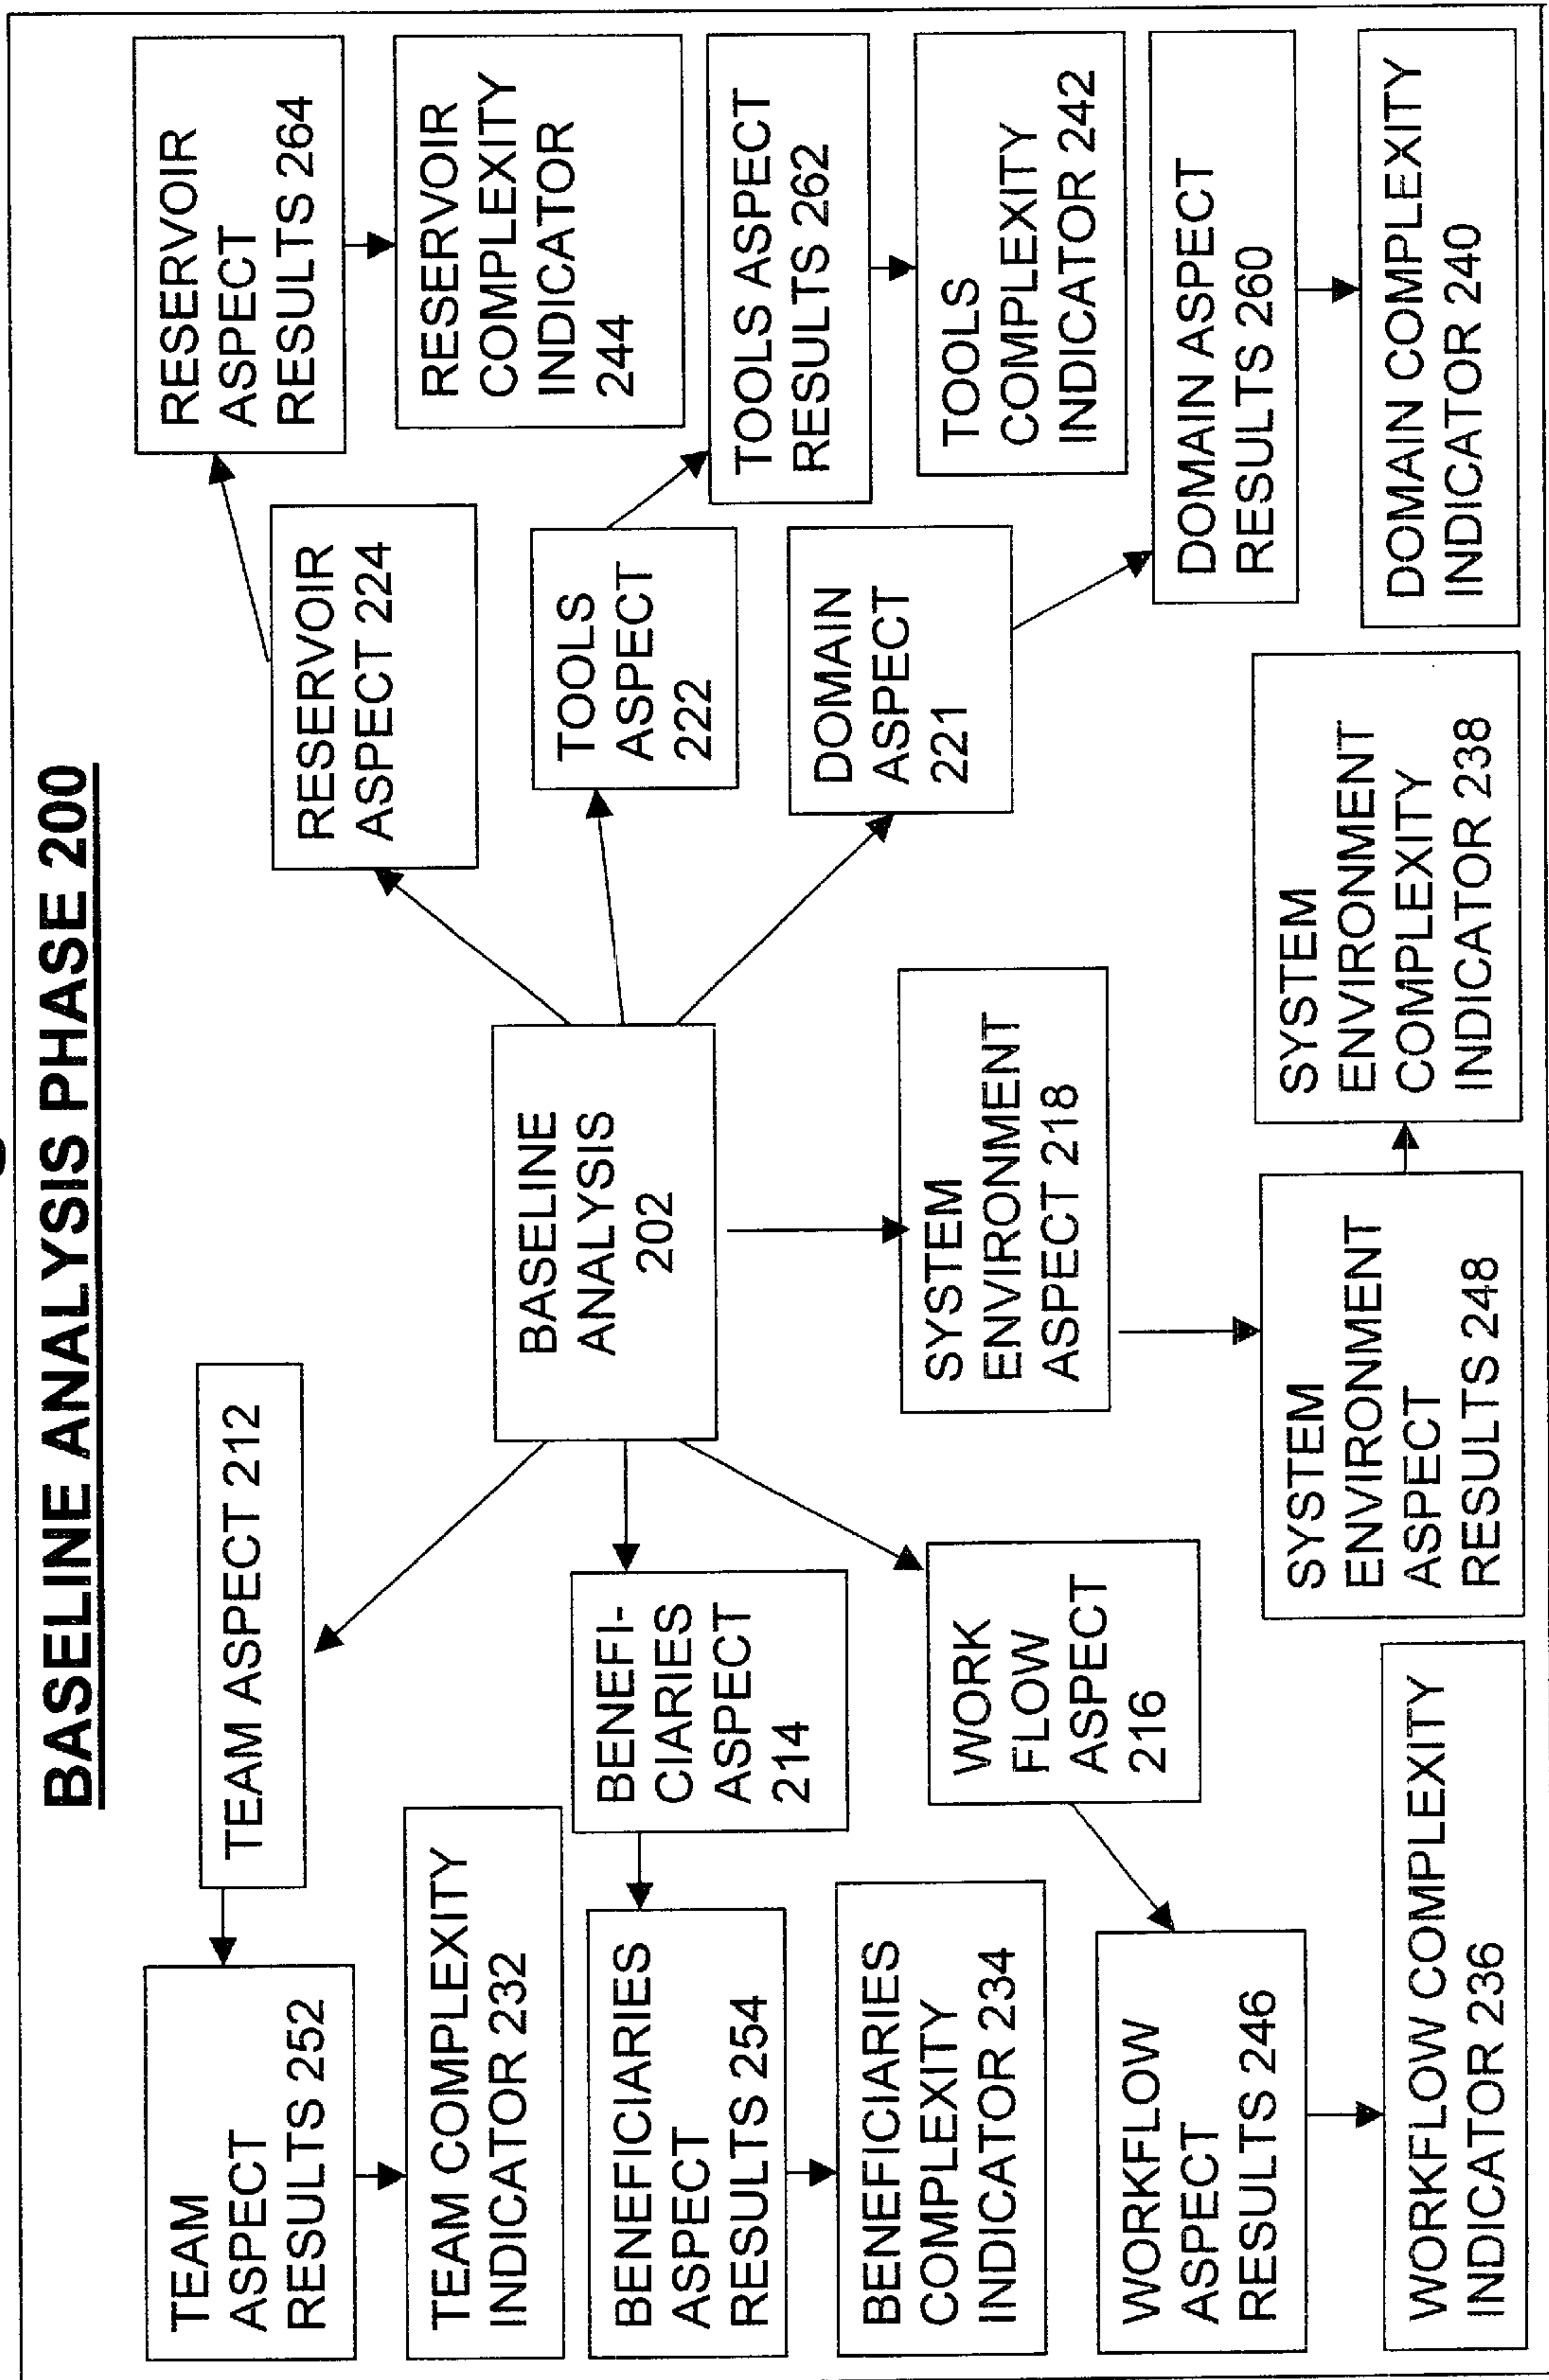 BASELINE ANALYSIS PHASE 200
TEAM ASPECT 212
TEAM
ASPECT
RESULTS 252
TEAM COMPLEXITY
INDICATOR 232
BENEFI-
CIARIES
ASPECT
214
BENEFICIARIES
ASPECT
RESULTS 254
BENEFICIARIES
COMPLEXITY
INDICATOR 234
WORK
FLOW
ASPECT
216
WORKFLOW
ASPECT
RESULTS 246
WORKFLOW COMPLEXITY
INDICATOR 236
BASELINE
ANALYSIS
202
SYSTEM
ENVIRONMENT
ASPECT 218
SYSTEM
ENVIRONMENT
ASPECT
RESULTS 248
SYSTEM
ENVIRONMENT
COMPLEXITY
INDICATOR 238
RESERVOIR
ASPECT 224
RESERVOIR
ASPECT
RESULTS 264
RESERVOIR
COMPLEXITY
INDICATOR
244
TOOLS
ASPECT
222
TOOLS ASPECT
RESULTS 262
TOOLS
COMPLEXITY
INDICATOR 242
DOMAIN
ASPECT
221
DOMAIN ASPECT
RESULTS 260
DOMAIN COMPLEXITY
INDICATOR 240